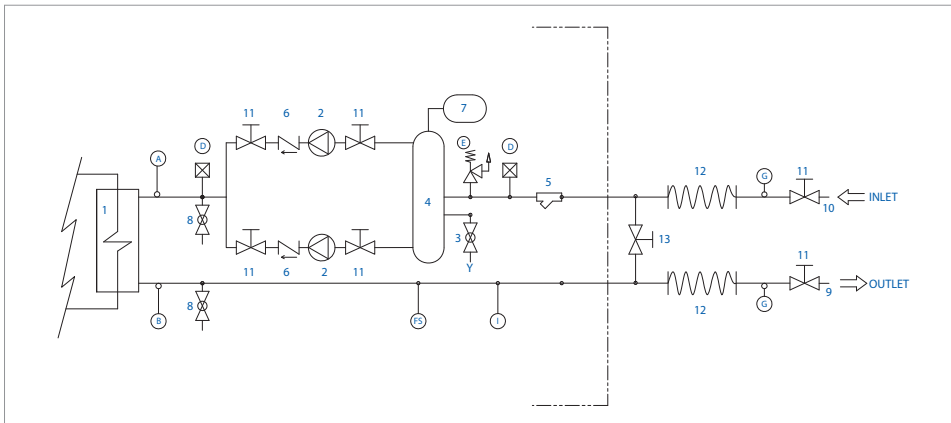 7
11 6 2 11
D E D
A 5 12 G 11
1 4 10 INLET
8 3 13
11 6 2 11 Y
9 OUTLET
11
8 12 G
B FS I